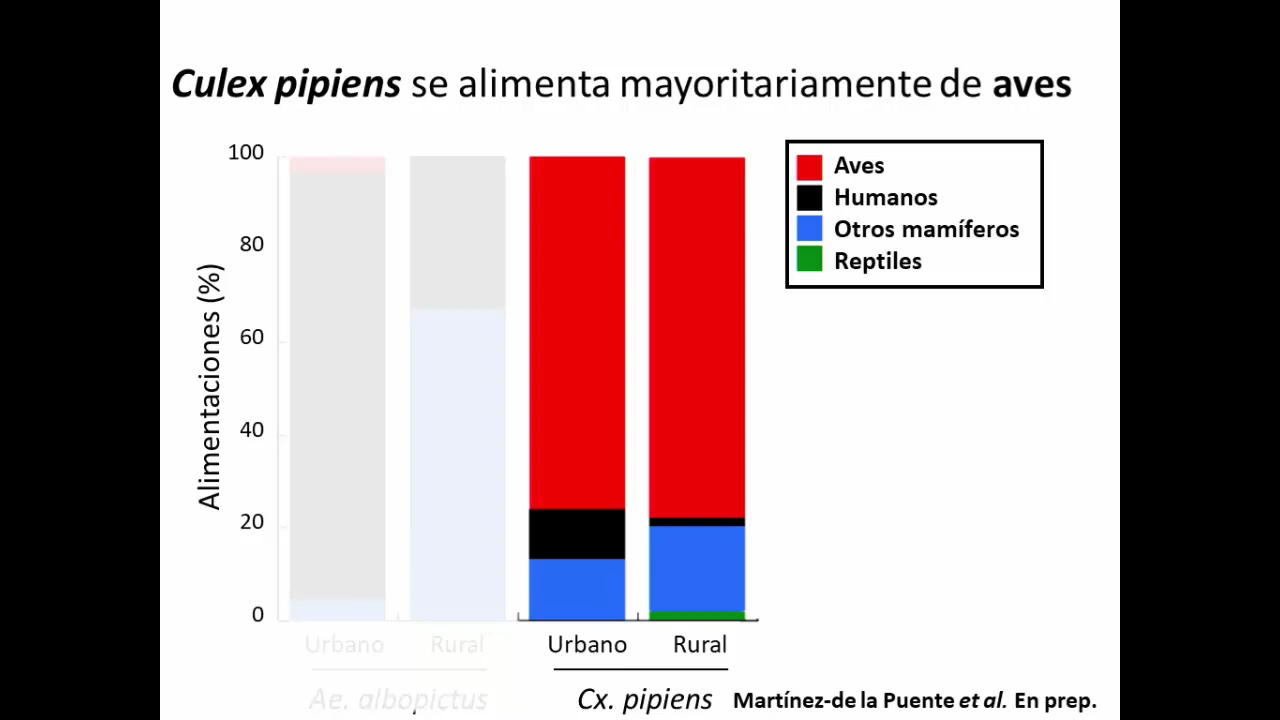 Culex pipiens se alimenta mayoritariamente de aves
100
80
60
40
20
0
Alimentaciones (%)
Aves
Humanos
Otros mamíferos
Reptiles
Urbano Rural Urbano Rural
Ae. albopictus Cx. pipiens
Martínez-de la Puente et al. En prep.